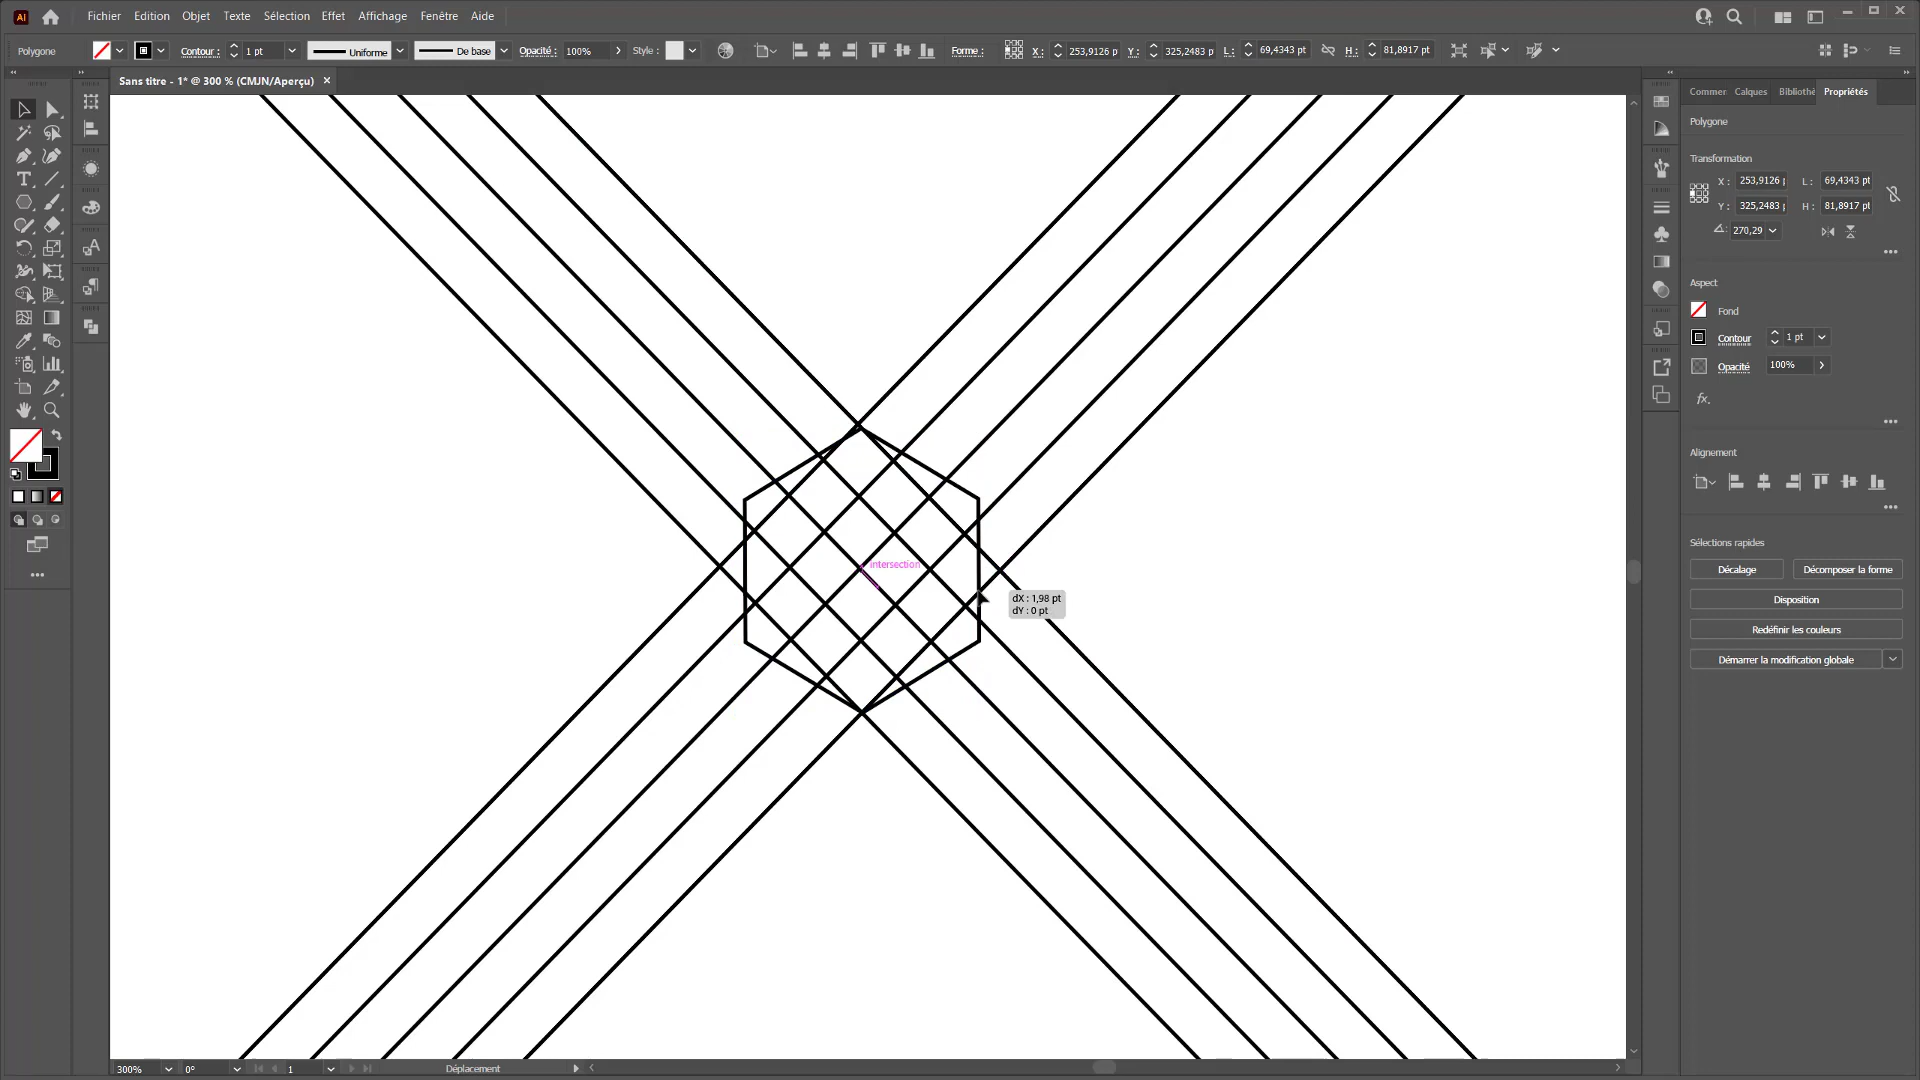 Ai
Fichier Edition Objet Texte Sélection Effet Affichage Fenêtre Aide
Polygone Contour : 1 pt Uniforme De base Opacité : 100% Style : Forme : X : 253,9126 p Y : 325,2483 p L : 69,4343 pt H : 81,8917 pt
Sans titre - 1* @ 300 % (CMJN/Aperçu) ×
Commer Calques Bibliothè Propriétés
Polygone
Transformation
X : 253,9126 p L : 69,4343 pt
Y : 325,2483 p H : 81,8917 pt
270,29
Aspect
Fond
Contour 1 pt
Opacité 100%
fx.
Alignement
Sélections rapides
Décalage Décomposer la forme
Disposition
Redéfinir les couleurs
Démarrer la modification globale
intersection
dX : 1,98 pt
dY : 0 pt
300% 0° 1 Déplacement